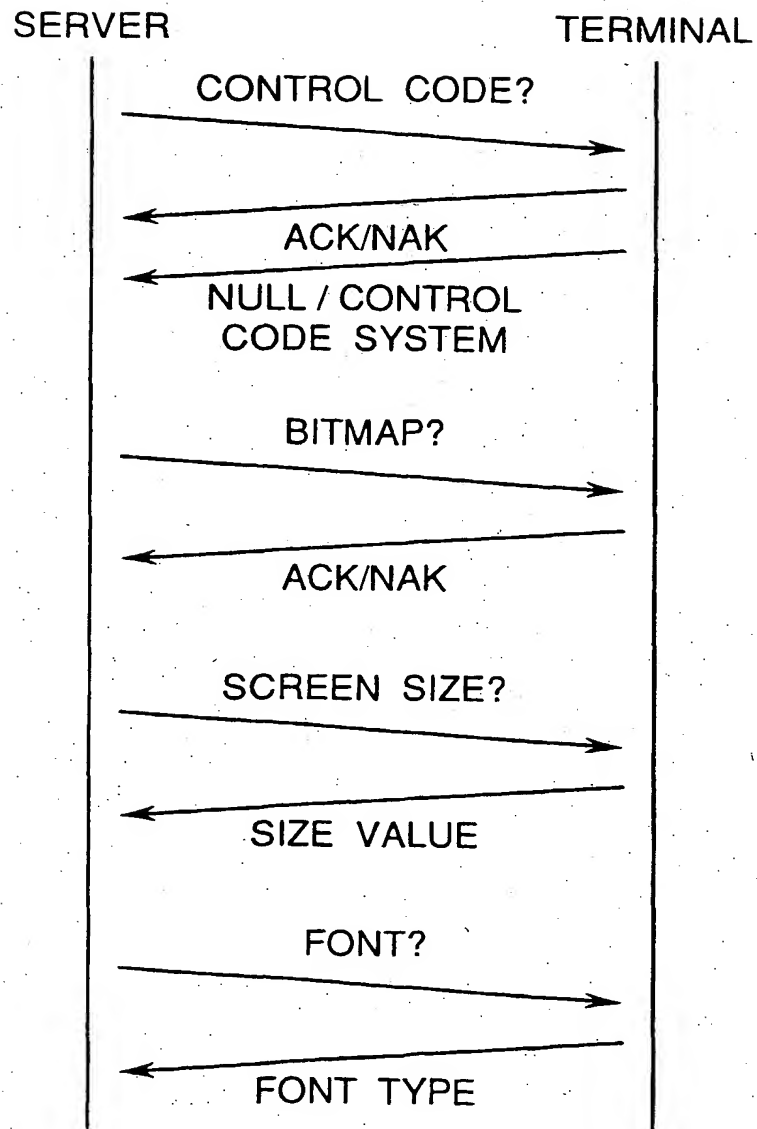 SERVER
TERMINAL
CONTROL CODE?
ACK/NAK
NULL / CONTROL
CODE SYSTEM
BITMAP?
ACK/NAK
SCREEN SIZE?
SIZE VALUE
FONT?
FONT TYPE